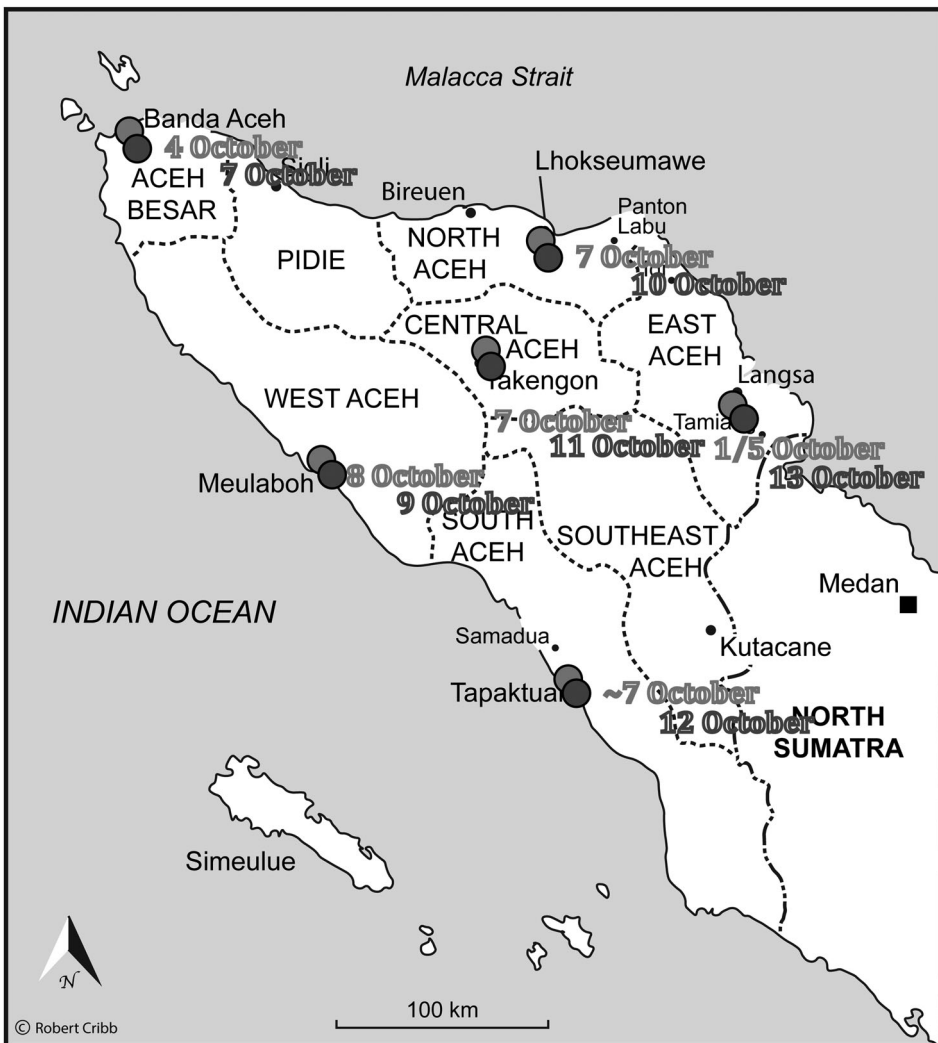 Malacca Strait
Banda Aceh
4 October
7 October
Sigli
ACEH
BESAR
Lhokseumawe
Bireuen
Panton
Labu
PIDIE
NORTH
ACEH
7 October
10 October
CENTRAL
ACEH
Takengon
EAST
ACEH
Langsa
WEST ACEH
7 October
11 October
1/5 October
13 October
Meulaboh
8 October
9 October
SOUTH
ACEH
SOUTHEAST
ACEH
Medan
INDIAN OCEAN
Samadua
Kutacane
Tapaktuan
~7 October
12 October
NORTH
SUMATRA
Simeulue
N
100 km
© Robert Cribb